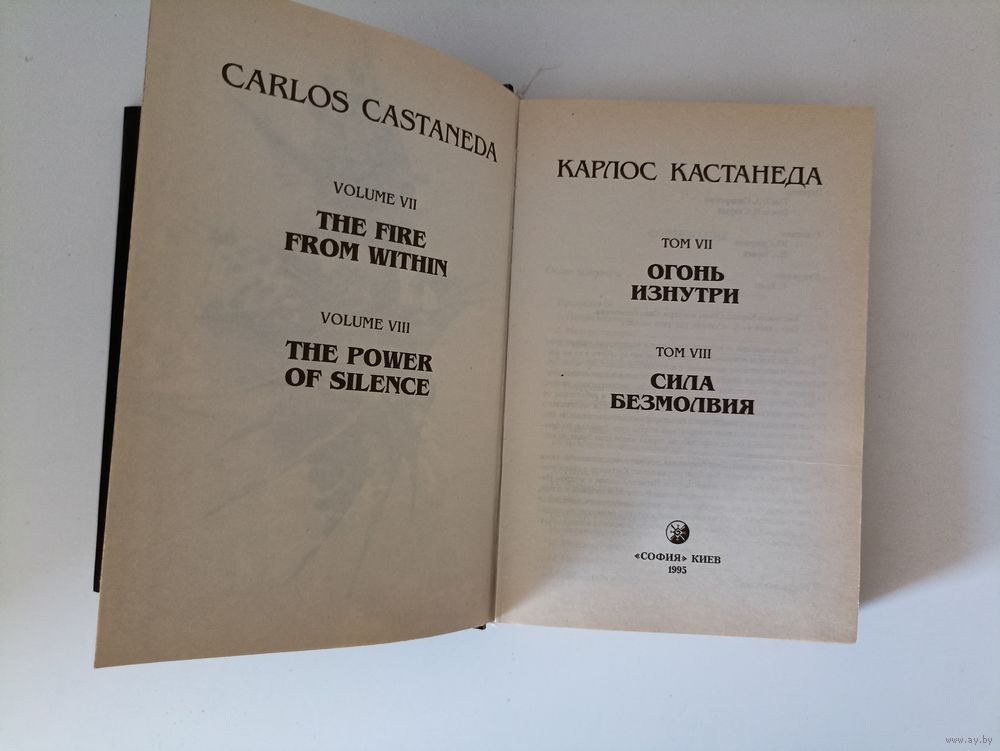 CARLOS CASTANEDA
VOLUME VII
THE FIRE
FROM WITHIN
VOLUME VIII
THE POWER
OF SILENCE
КАРЛОС КАСТАНЕДА
ТОМ VII
ОГОНЬ
ИЗНУТРИ
ТОМ VIII
СИЛА
БЕЗМОЛВИЯ
«СОФИЯ» КИЕВ
1995
www.ay.by